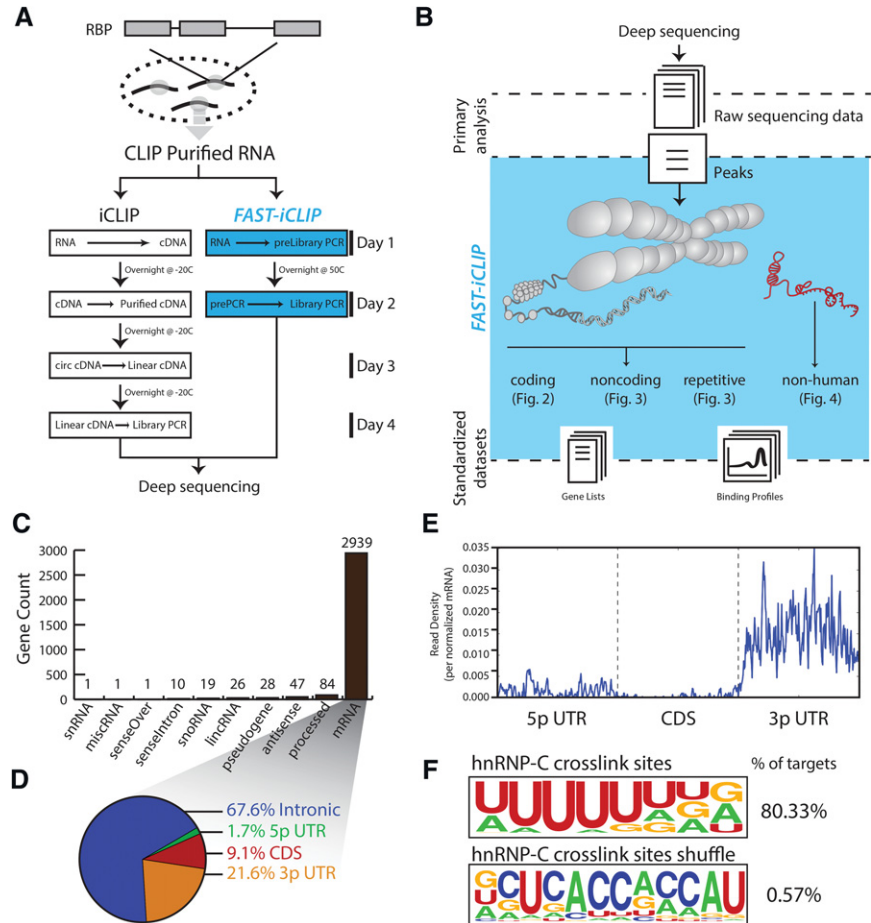 A
RBP
CLIP Purified RNA
iCLIP
FAST-iCLIP
RNA cDNA
RNA preLibrary PCR
Day 1
Overnight @ -20C
Overnight @ 50C
cDNA Purified cDNA
prePCR Library PCR
Day 2
Overnight @ -20C
circ cDNA Linear cDNA
Day 3
Overnight @ -20C
Linear cDNA Library PCR
Day 4
Deep sequencing
B
Deep sequencing
Primary analysis
Raw sequencing data
Peaks
FAST-iCLIP
coding
(Fig. 2)
noncoding
(Fig. 3)
repetitive
(Fig. 3)
non-human
(Fig. 4)
Standardized datasets
Gene Lists
Binding Profiles
C
Gene Count
3000
2500
2000
1500
1000
500
0
1 1 1 10 19 26 28 47 84 2939
snRNA
miscRNA
senseOver
senseIntron
snoRNA
lincRNA
pseudogene
antisense
processed
mRNA
D
67.6% Intronic
1.7% 5p UTR
9.1% CDS
21.6% 3p UTR
E
Read Density
(per normalized mRNA)
0.035
0.030
0.025
0.020
0.015
0.010
0.005
0.000
5p UTR CDS 3p UTR
F
hnRNP-C crosslink sites
% of targets
UUUUUUUG
80.33%
hnRNP-C crosslink sites shuffle
GCUCACCACCAU
0.57%